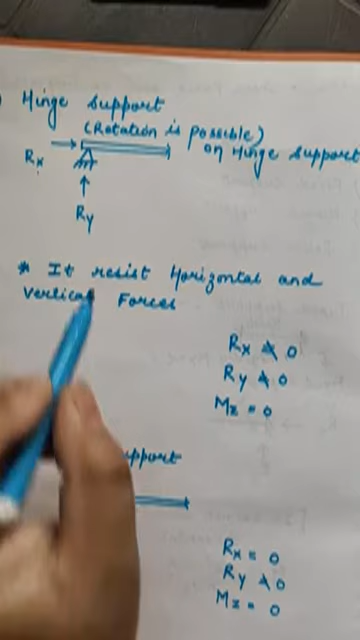 Hinge support
(Rotation is possible)
on Hinge support
Rx
Ry
* It resist Horizontal and
vertical Forces
Rx ≠ 0
Ry ≠ 0
Mz = 0
Rx = 0
Ry ≠ 0
Mz = 0